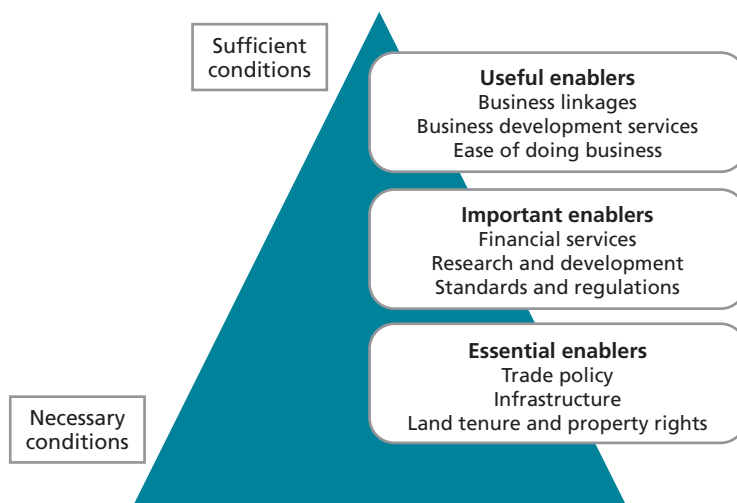 Sufficient
conditions
Useful enablers
Business linkages
Business development services
Ease of doing business
Important enablers
Financial services
Research and development
Standards and regulations
Essential enablers
Trade policy
Infrastructure
Land tenure and property rights
Necessary
conditions